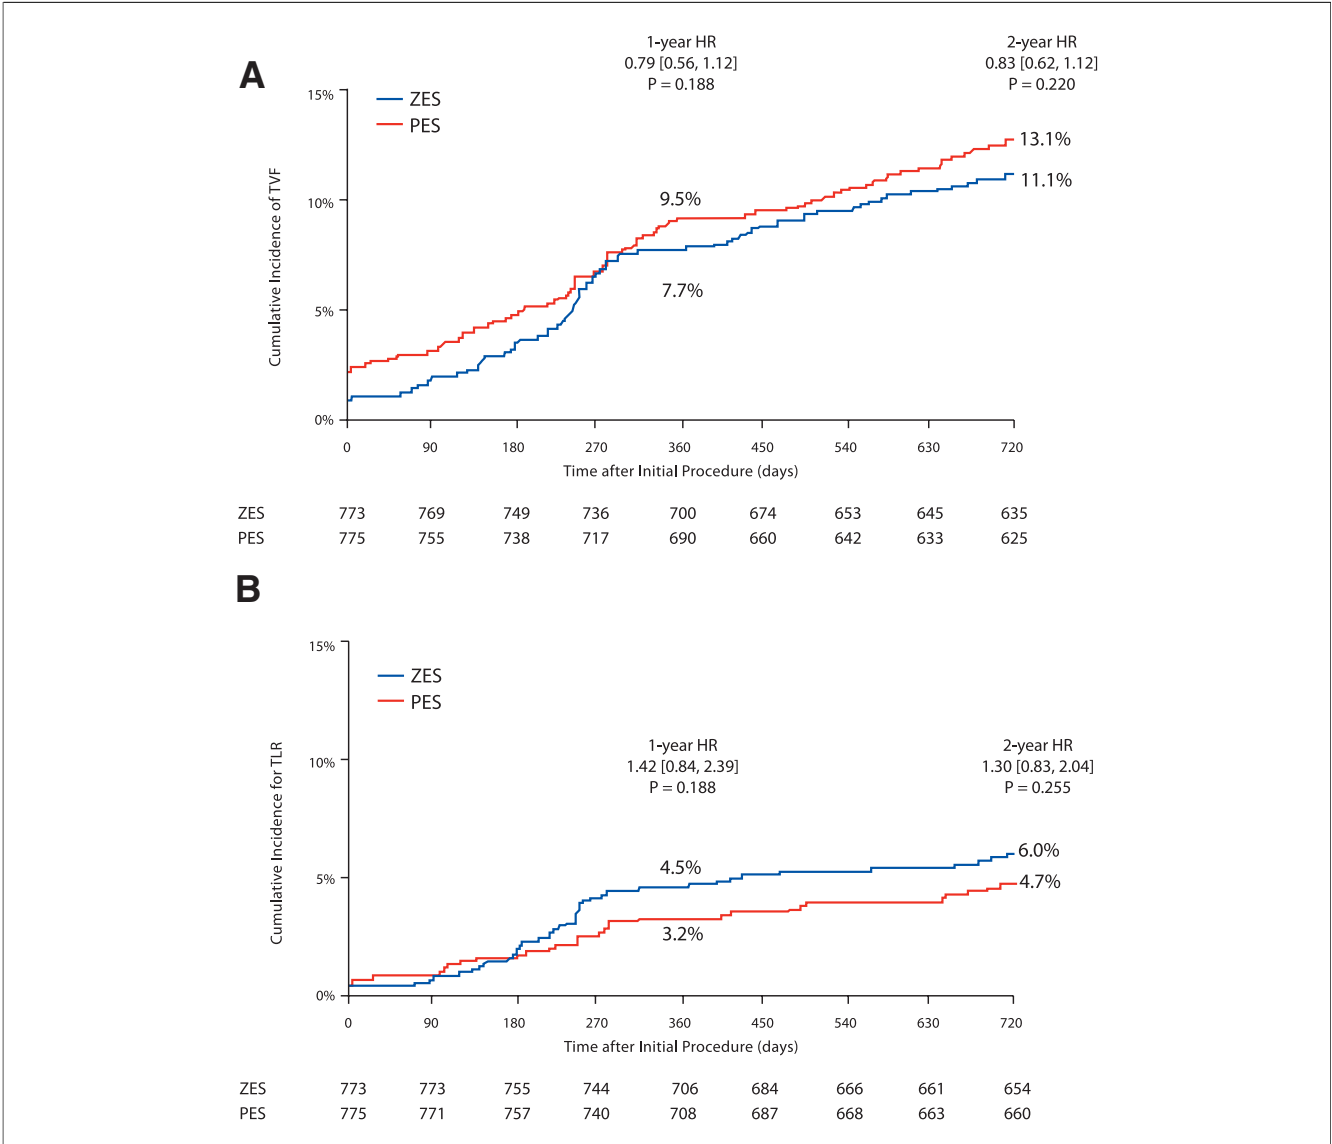 A
1-year HR
0.79 [0.56, 1.12]
P = 0.188
2-year HR
0.83 [0.62, 1.12]
P = 0.220
ZES
PES
15%
10%
5%
0%
Cumulative Incidence of TVF
9.5%
7.7%
13.1%
11.1%
0 90 180 270 360 450 540 630 720
Time after Initial Procedure (days)
ZES 773 769 749 736 700 674 653 645 635
PES 775 755 738 717 690 660 642 633 625
B
15%
10%
5%
0%
Cumulative Incidence for TLR
ZES
PES
1-year HR
1.42 [0.84, 2.39]
P = 0.188
2-year HR
1.30 [0.83, 2.04]
P = 0.255
4.5%
3.2%
6.0%
4.7%
0 90 180 270 360 450 540 630 720
Time after Initial Procedure (days)
ZES 773 773 755 744 706 684 666 661 654
PES 775 771 757 740 708 687 668 663 660